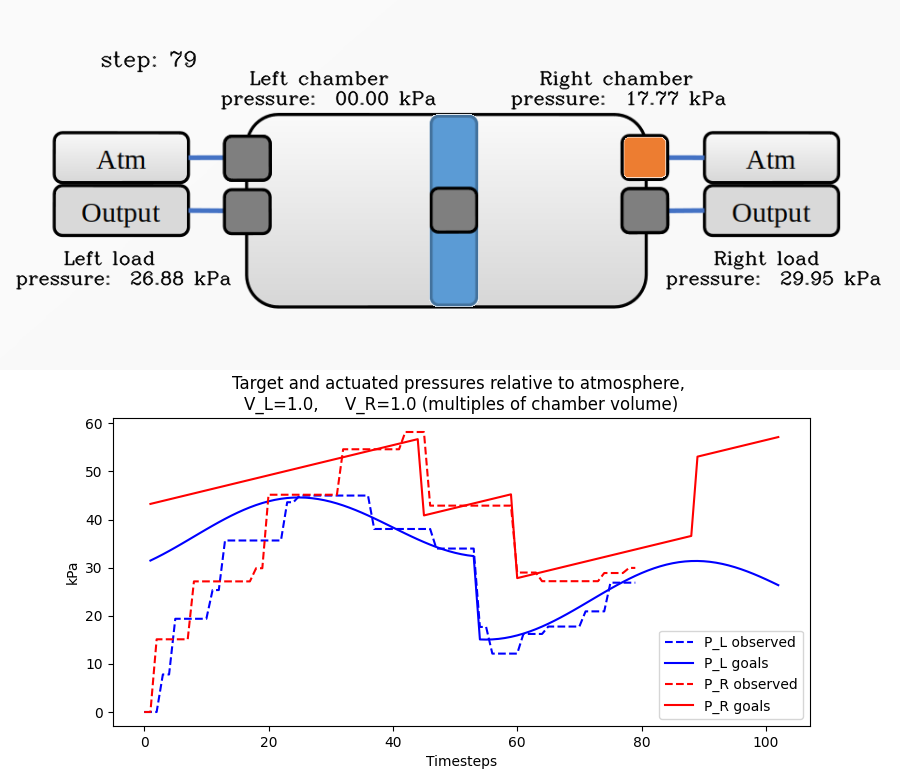 step: 79
Left chamber
pressure: 00.00 kPa
Right chamber
pressure: 17.77 kPa
Atm
Output
Atm
Output
Left load
pressure: 26.88 kPa
Right load
pressure: 29.95 kPa
Target and actuated pressures relative to atmosphere,
V_L=1.0, V_R=1.0 (multiples of chamber volume)
60
50
40
30
20
10
0
kPa
0 20 40 60 80 100
Timesteps
P_L observed
P_L goals
P_R observed
P_R goals